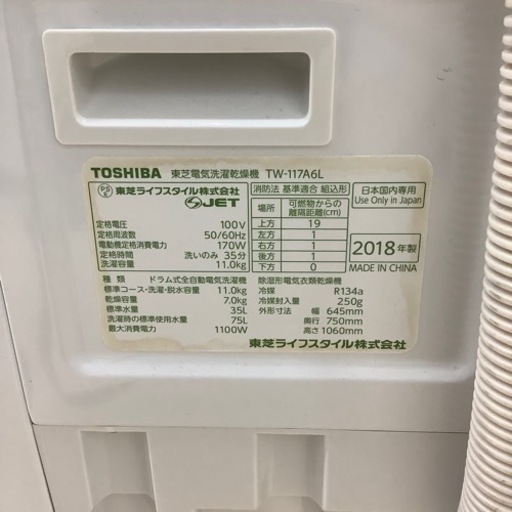 TOSHIBA 東芝電気洗濯乾燥機 TW-117A6L
PSE 東芝ライフスタイル株式会社
S JET
定格電圧 100V
定格周波数 50/60Hz
電動機定格消費電力 170W
定格時間 洗いのみ 35分
洗濯容量 11.0kg
消防法 基準適合 組込形
場所 可燃物からの離隔距離(cm)
上方 19
左方 1
右方 1
後方 1
下方 0
日本国内専用
Use Only in Japan
2018年製
MADE IN CHINA
種類 ドラム式全自動電気洗濯機
標準コース・洗濯・脱水容量 11.0kg
乾燥容量 7.0kg
標準水量 35L
洗濯時の標準使用水量 75L
最大消費電力 1100W
除湿形電気衣類乾燥機
冷媒 R134a
冷媒封入量 250g
外形寸法 幅 645mm
奥行 750mm
高さ 1060mm
東芝ライフスタイル株式会社